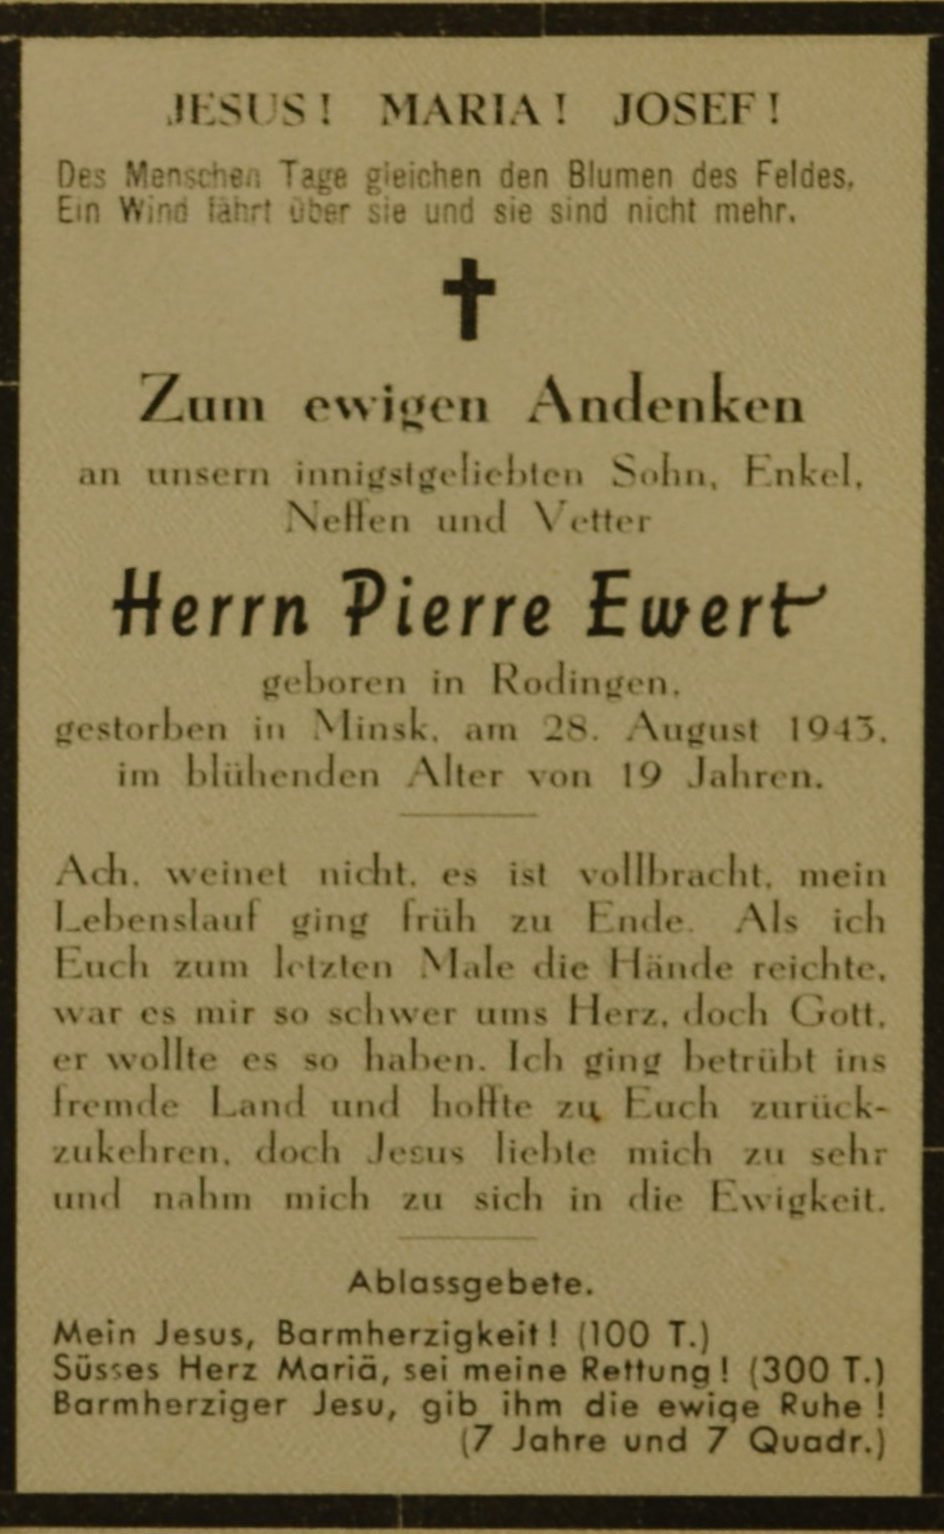 JESUS! MARIA! JOSEF!
Des Menschen Tage gleichen den Blumen des Feldes,
Ein Wind fährt über sie und sie sind nicht mehr.
Zum ewigen Andenken
an unsern innigstgeliebten Sohn, Enkel,
Neffen und Vetter
Herrn Pierre Ewert
geboren in Rodingen,
gestorben in Minsk, am 28. August 1943,
im blühenden Alter von 19 Jahren.
Ach, weinet nicht, es ist vollbracht, mein
Lebenslauf ging früh zu Ende. Als ich
Euch zum letzten Male die Hände reichte,
war es mir so schwer ums Herz, doch Gott,
er wollte es so haben. Ich ging betrübt ins
fremde Land und hoffte zu Euch zurück-
zukehren, doch Jesus liebte mich zu sehr
und nahm mich zu sich in die Ewigkeit.
Ablassgebete.
Mein Jesus, Barmherzigkeit! (100 T.)
Süsses Herz Mariä, sei meine Rettung! (300 T.)
Barmherziger Jesu, gib ihm die ewige Ruhe!
(7 Jahre und 7 Quadr.)